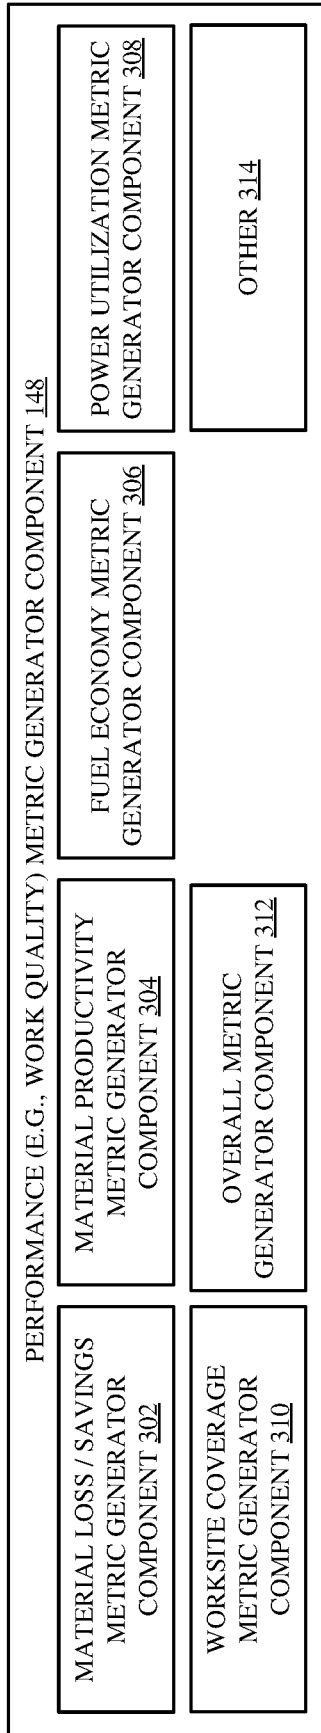 PERFORMANCE (E.G., WORK QUALITY) METRIC GENERATOR COMPONENT 148
MATERIAL LOSS / SAVINGS
METRIC GENERATOR
COMPONENT 302
MATERIAL PRODUCTIVITY
METRIC GENERATOR
COMPONENT 304
FUEL ECONOMY METRIC
GENERATOR COMPONENT 306
POWER UTILIZATION METRIC
GENERATOR COMPONENT 308
WORKSITE COVERAGE
METRIC GENERATOR
COMPONENT 310
OVERALL METRIC
GENERATOR COMPONENT 312
OTHER 314